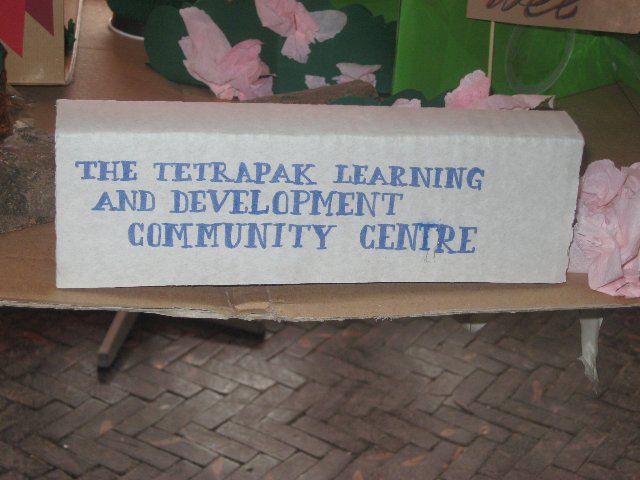 THE TETRAPAK LEARNING
AND DEVELOPMENT
COMMUNITY CENTRE